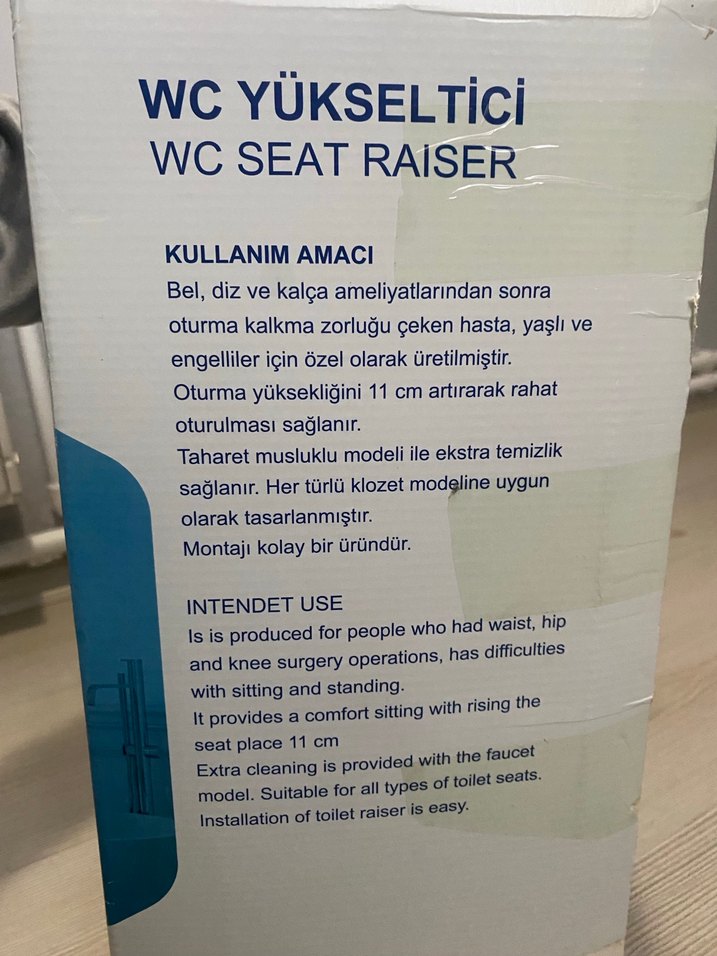 WC YÜKSELTİCİ
WC SEAT RAISER
KULLANIM AMACI
Bel, diz ve kalça ameliyatlarından sonra
oturma kalkma zorluğu çeken hasta, yaşlı ve
engelliler için özel olarak üretilmiştir.
Oturma yüksekliğini 11 cm artırarak rahat
oturulması sağlanır.
Taharet musluklu modeli ile ekstra temizlik
sağlanır. Her türlü klozet modeline uygun
olarak tasarlanmıştır.
Montajı kolay bir üründür.
INTENDET USE
Is is produced for people who had waist, hip
and knee surgery operations, has difficulties
with sitting and standing.
It provides a comfort sitting with rising the
seat place 11 cm
Extra cleaning is provided with the faucet
model. Suitable for all types of toilet seats.
Installation of toilet raiser is easy.